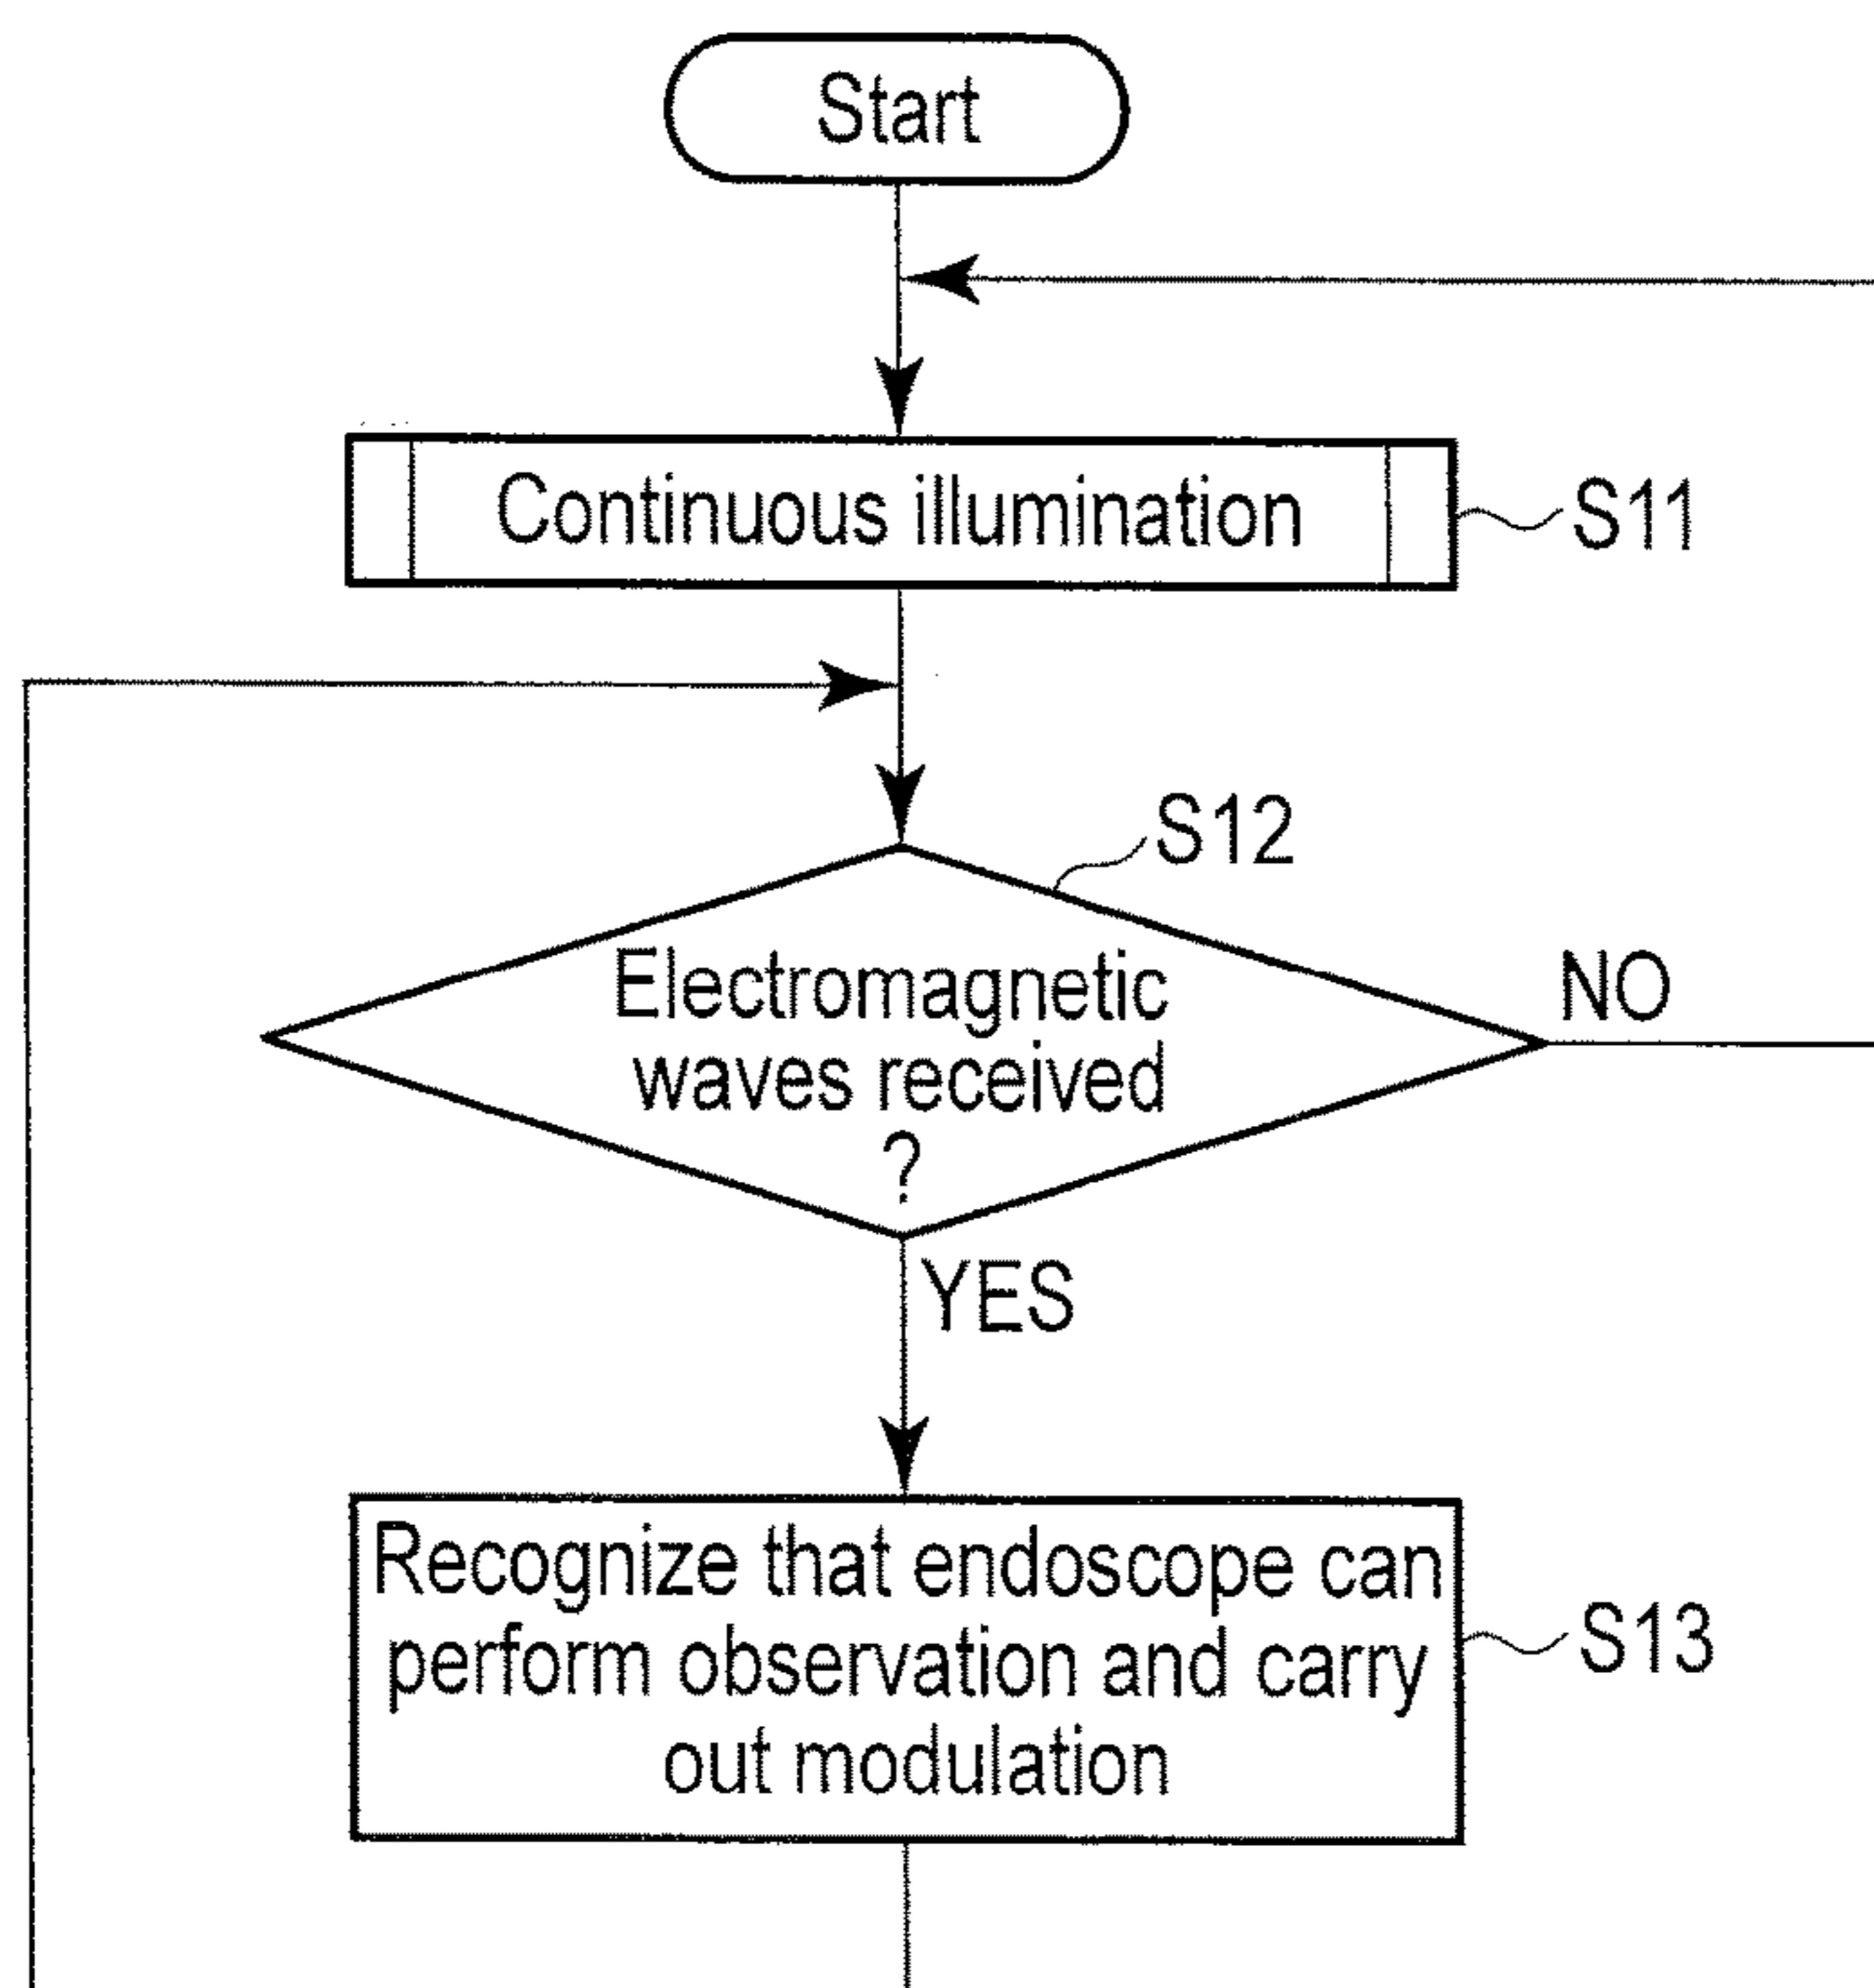 Start
Continuous illumination
S11
S12
Electromagnetic
waves received
?
NO
YES
Recognize that endoscope can
perform observation and carry
out modulation
S13